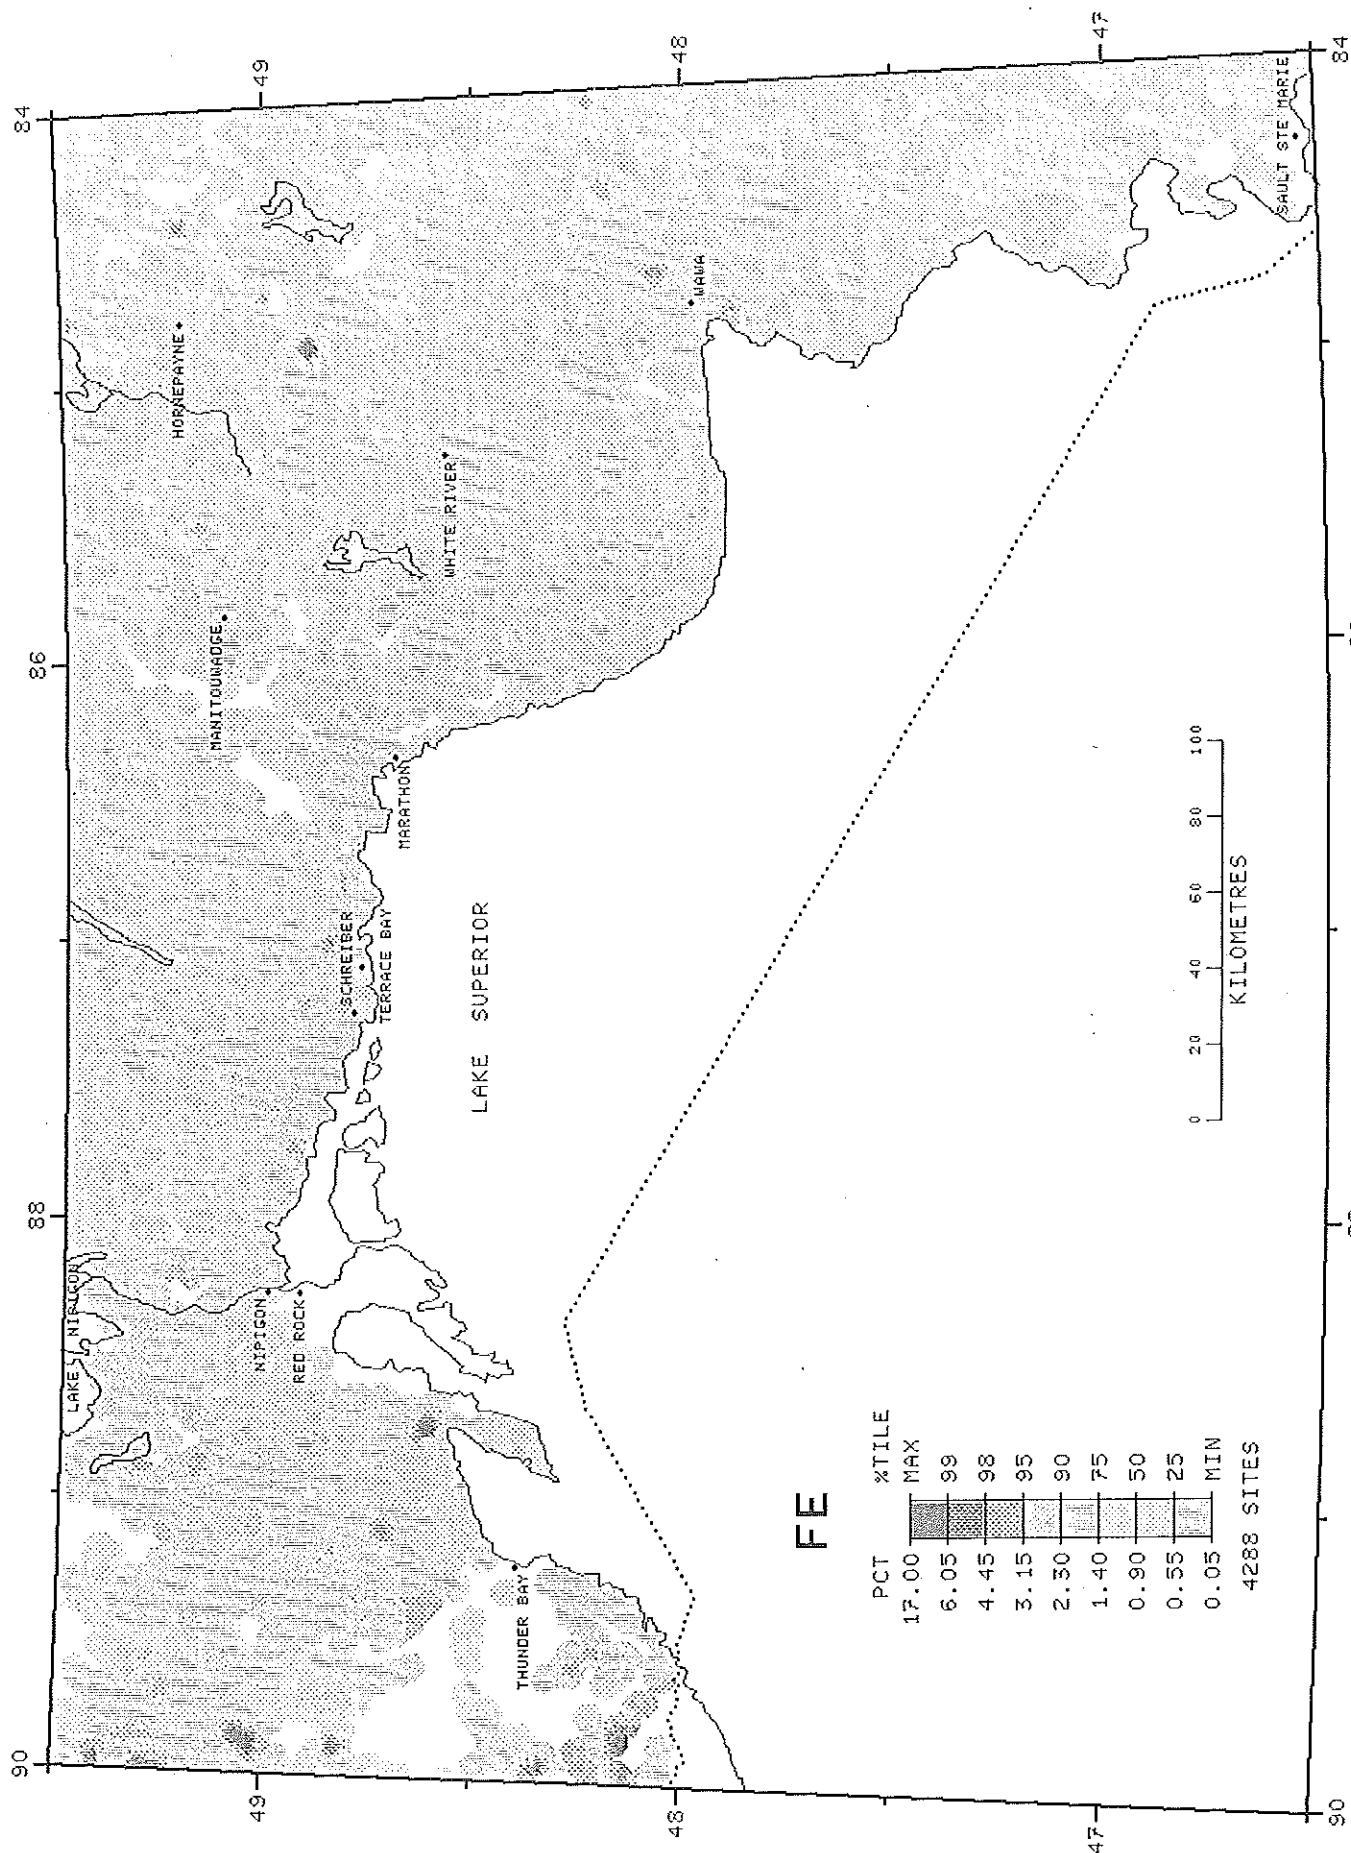 84
86
88
90
49
48
47
49
48
47
84
90
LAKE NIPIGON
HORNEPAYNE
MANITOUWADGE
WHITE RIVER
WAWA
SAULT STE MARIE
MARATHON
SCHREIBER
TERRACE BAY
NIPIGON
RED ROCK
THUNDER BAY
LAKE SUPERIOR
0 20 40 60 80 100
KILOMETRES
FE
PCT %TILE
17.00 MAX
6.05 99
4.45 98
3.15 95
2.30 90
1.40 75
0.90 50
0.55 25
0.05 MIN
4288 SITES